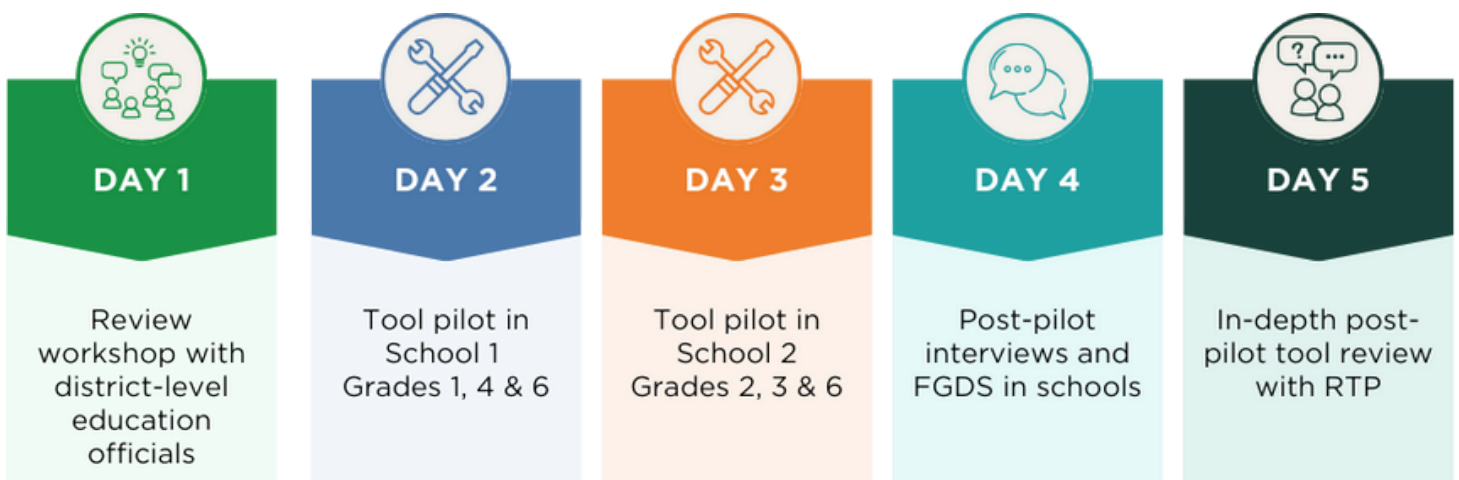 DAY 1
Review
workshop with
district-level
education
officials
DAY 2
Tool pilot in
School 1
Grades 1, 4 & 6
DAY 3
Tool pilot in
School 2
Grades 2, 3 & 6
DAY 4
Post-pilot
interviews and
FGDS in schools
DAY 5
In-depth post-
pilot tool review
with RTP
?